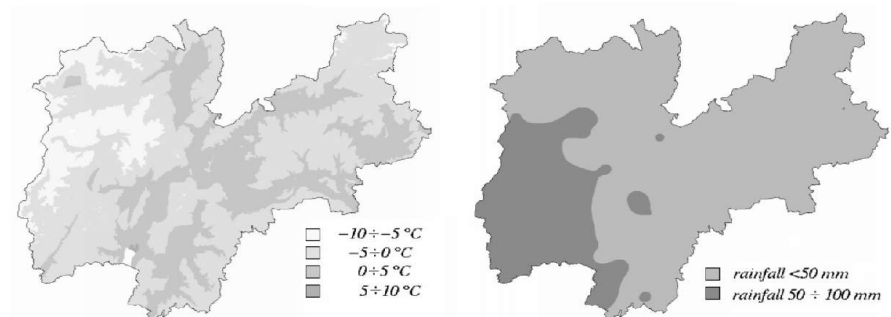 −10÷−5 °C
−5÷0 °C
0÷5 °C
5÷10 °C
rainfall <50 mm
rainfall 50 ÷ 100 mm